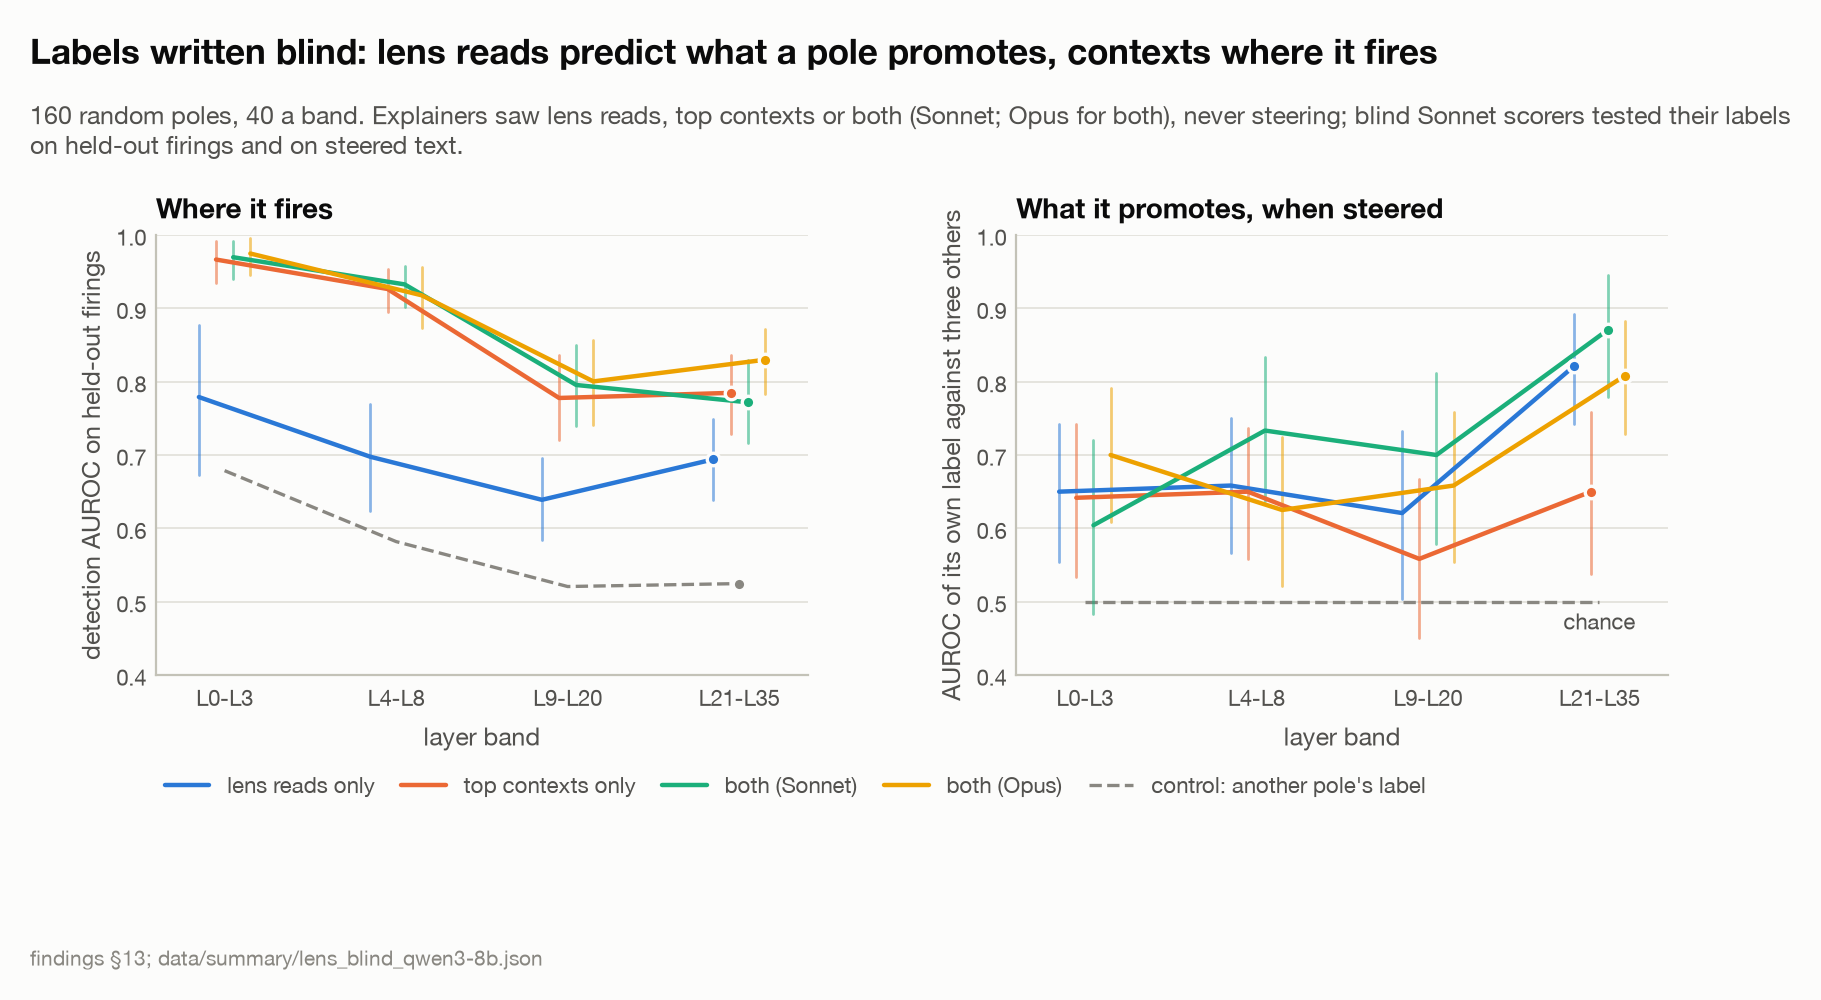 Labels written blind: lens reads predict what a pole promotes, contexts where it fires
160 random poles, 40 a band. Explainers saw lens reads, top contexts or both (Sonnet; Opus for both), never steering; blind Sonnet scorers tested their labels
on held-out firings and on steered text.
Where it fires
detection AUROC on held-out firings
1.0
0.9
0.8
0.7
0.6
0.5
0.4
L0-L3
L4-L8
L9-L20
L21-L35
layer band
What it promotes, when steered
AUROC of its own label against three others
1.0
0.9
0.8
0.7
0.6
0.5
0.4
chance
L0-L3
L4-L8
L9-L20
L21-L35
layer band
lens reads only
top contexts only
both (Sonnet)
both (Opus)
control: another pole's label
findings §13; data/summary/lens_blind_qwen3-8b.json